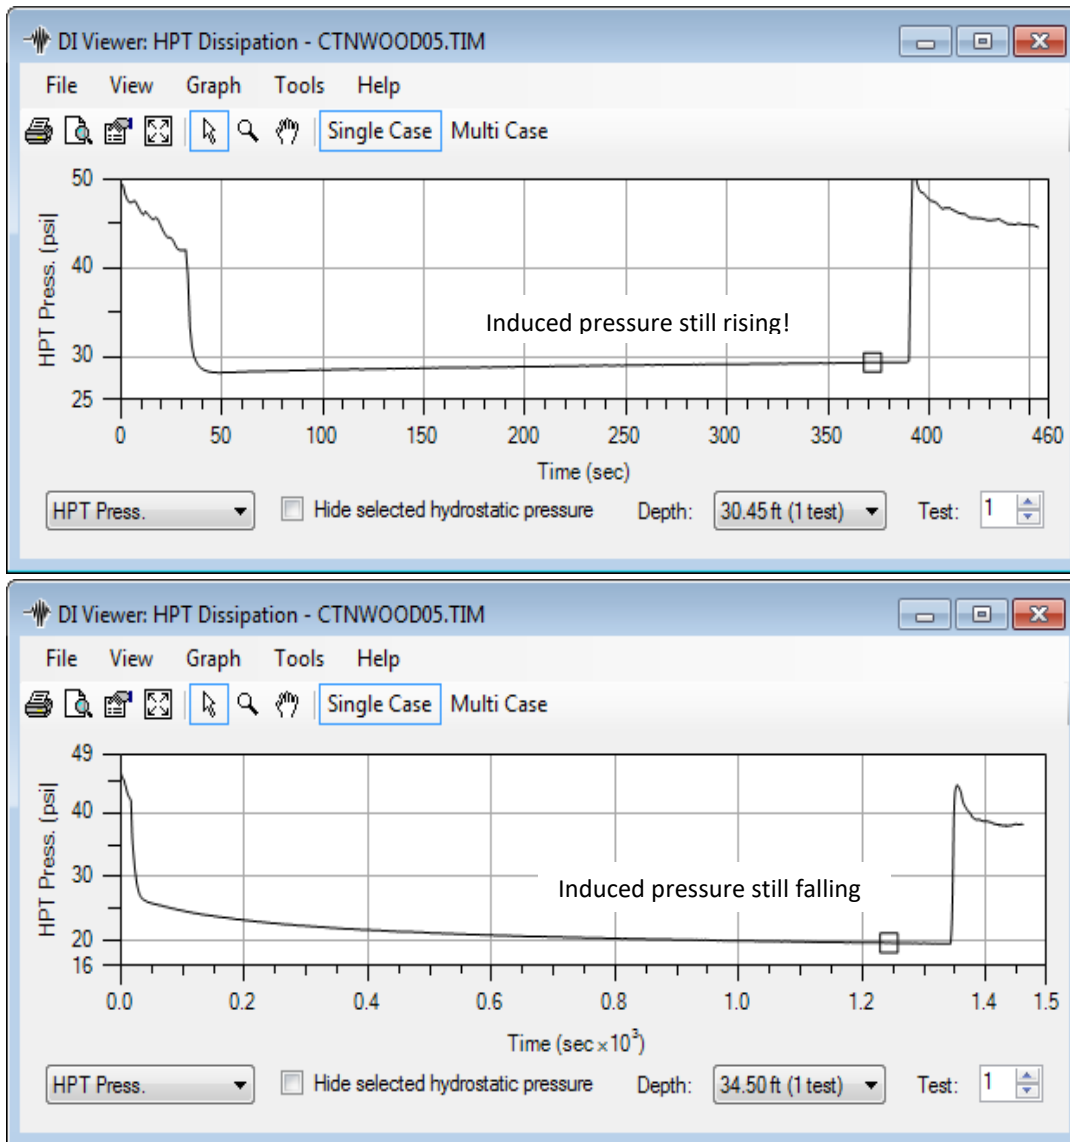 DI Viewer: HPT Dissipation - CTNWOOD05.TIM
File View Graph Tools Help
Single Case Multi Case
HPT Press. (psi)
50
40
30
25
Induced pressure still rising!
0 50 100 150 200 250 300 350 400 460
Time (sec)
HPT Press. Hide selected hydrostatic pressure Depth: 30.45 ft (1 test) Test: 1
DI Viewer: HPT Dissipation - CTNWOOD05.TIM
File View Graph Tools Help
Single Case Multi Case
HPT Press. (psi)
49
40
30
20
16
Induced pressure still falling
0.0 0.2 0.4 0.6 0.8 1.0 1.2 1.4 1.5
Time (sec×10³)
HPT Press. Hide selected hydrostatic pressure Depth: 34.50 ft (1 test) Test: 1